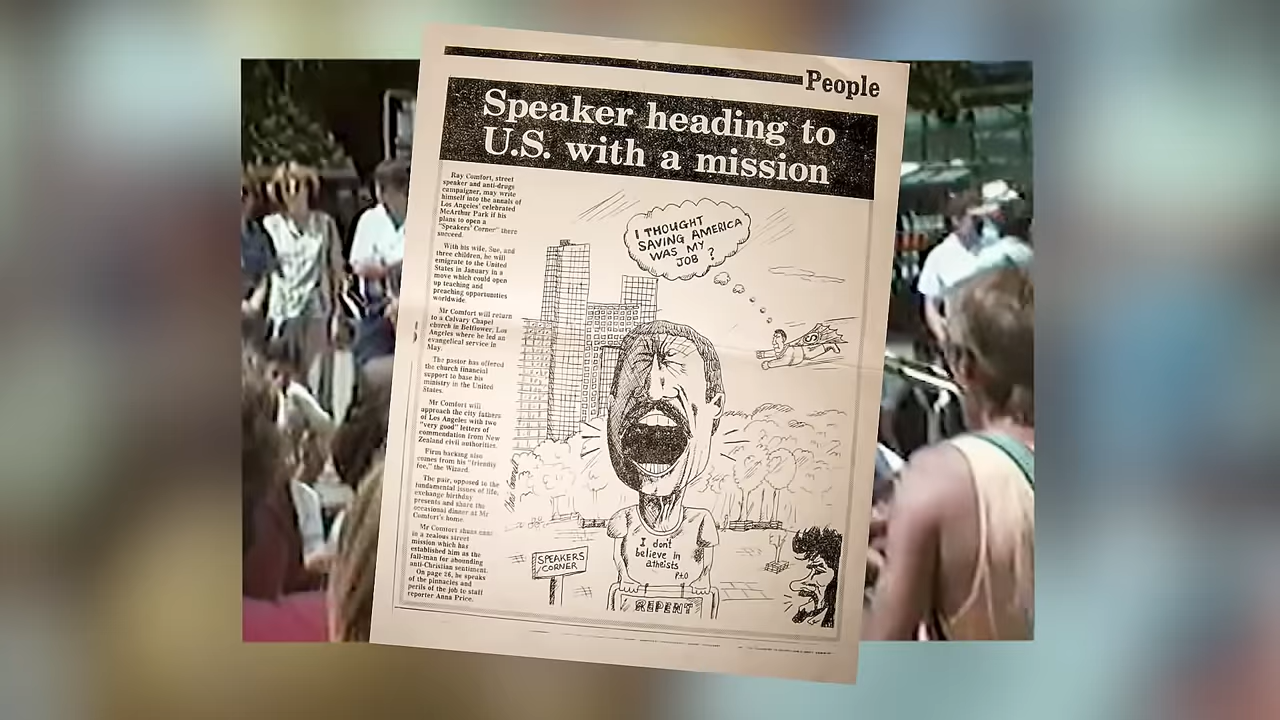 People
Speaker heading to
U.S. with a mission
Ray Comfort, street
speaker and anti-drugs
campaigner, may write
himself into the annals of
Los Angeles' celebrated
McArthur Park if his
plans to open a
"Speakers' Corner" there
succeed.
With his wife, Sue, and
three children, he will
emigrate to the United
States in January in a
move which could open
up teaching and
preaching opportunities
worldwide.
Mr Comfort will return
to a Calvary Chapel
church in Belflower, Los
Angeles where he led an
evangelical service in
May.
The pastor has offered
the church financial
support to base his
ministry in the United
States.
Mr Comfort will
approach the city fathers
of Los Angeles with two
"very good" letters of
commendation from New
Zealand civil authorities.
Firm backing also
comes from his "friendly
foe," the Wizard.
The pair, opposed to the
fundamental issues of life,
exchange birthday
presents and share the
occasional dinner at Mr
Comfort's home.
Mr Comfort shuns
in a zealous street
mission which has
established him as the
fall-man for abounding
anti-Christian sentiment.
On page 26, he speaks
of the pinnacles and
perils of the job to staff
reporter Anna Price.
I THOUGHT
SAVING AMERICA
WAS MY
JOB ?
I dont
believe in
atheists
P.t.O
SPEAKERS
CORNER
REPENT